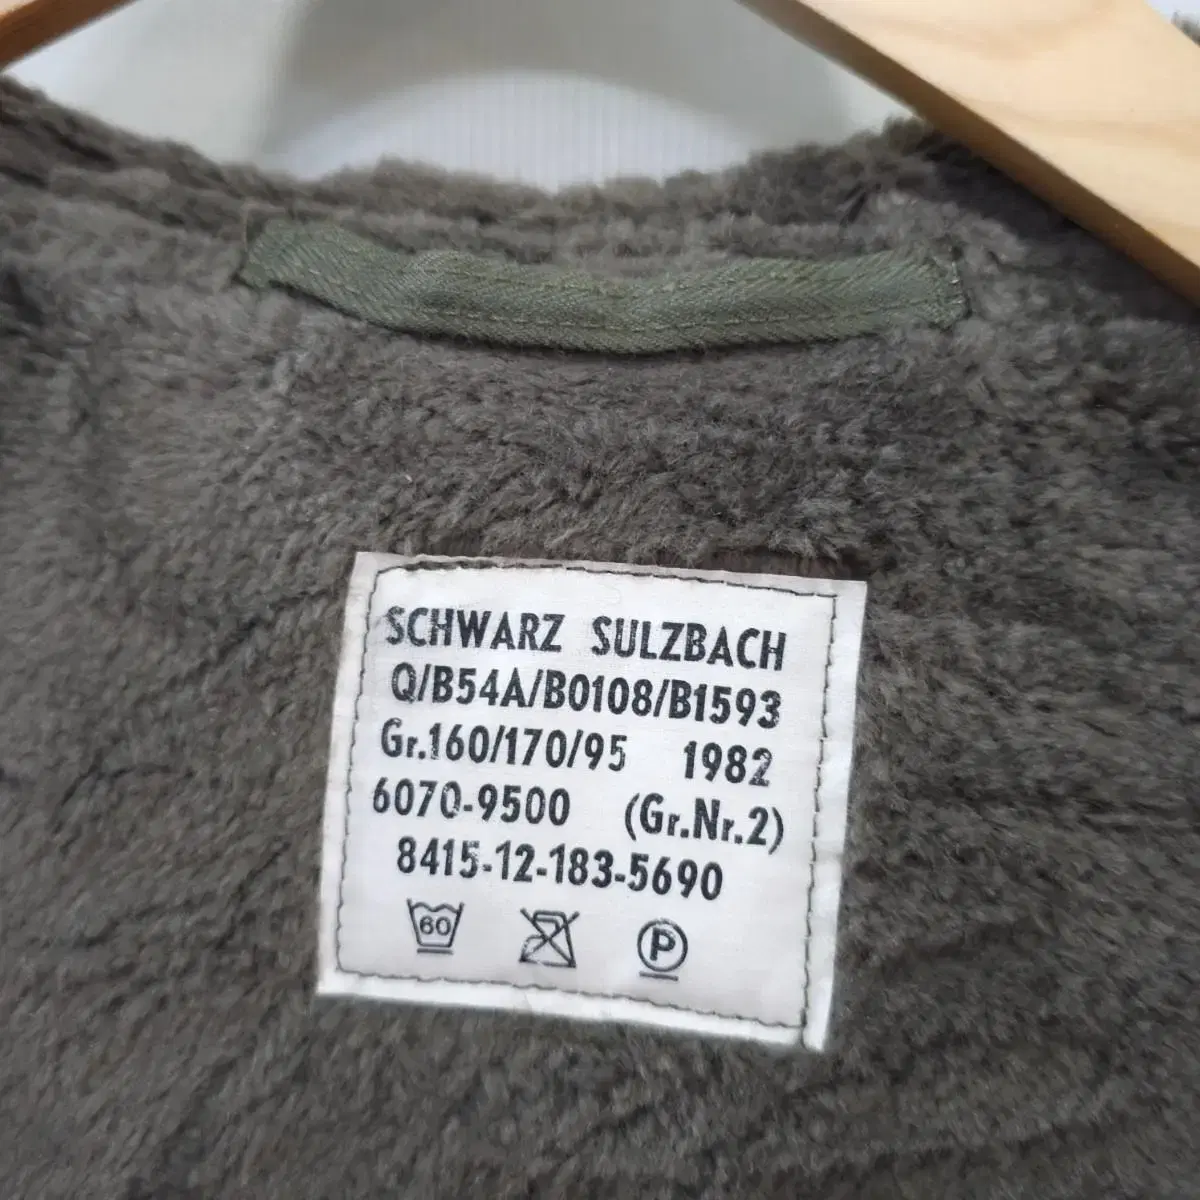 SCHWARZ SULZBACH
Q/B54A/B0108/B1593
Gr.160/170/95 1982
6070-9500 (Gr.Nr.2)
8415-12-183-5690
60 P